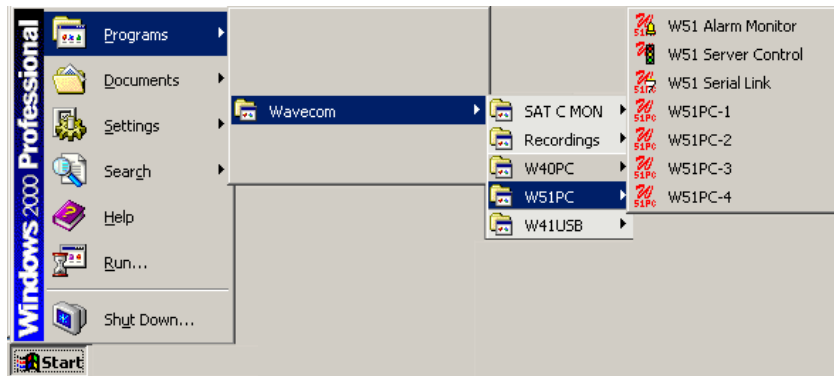 Windows 2000 Professional
Programs
Documents
Settings
Search
Help
Run...
Shut Down...
Start
Wavecom
SAT C MON
Recordings
W40PC
W51PC
W41USB
W51 Alarm Monitor
W51 Server Control
W51 Serial Link
W51PC-1
W51PC-2
W51PC-3
W51PC-4